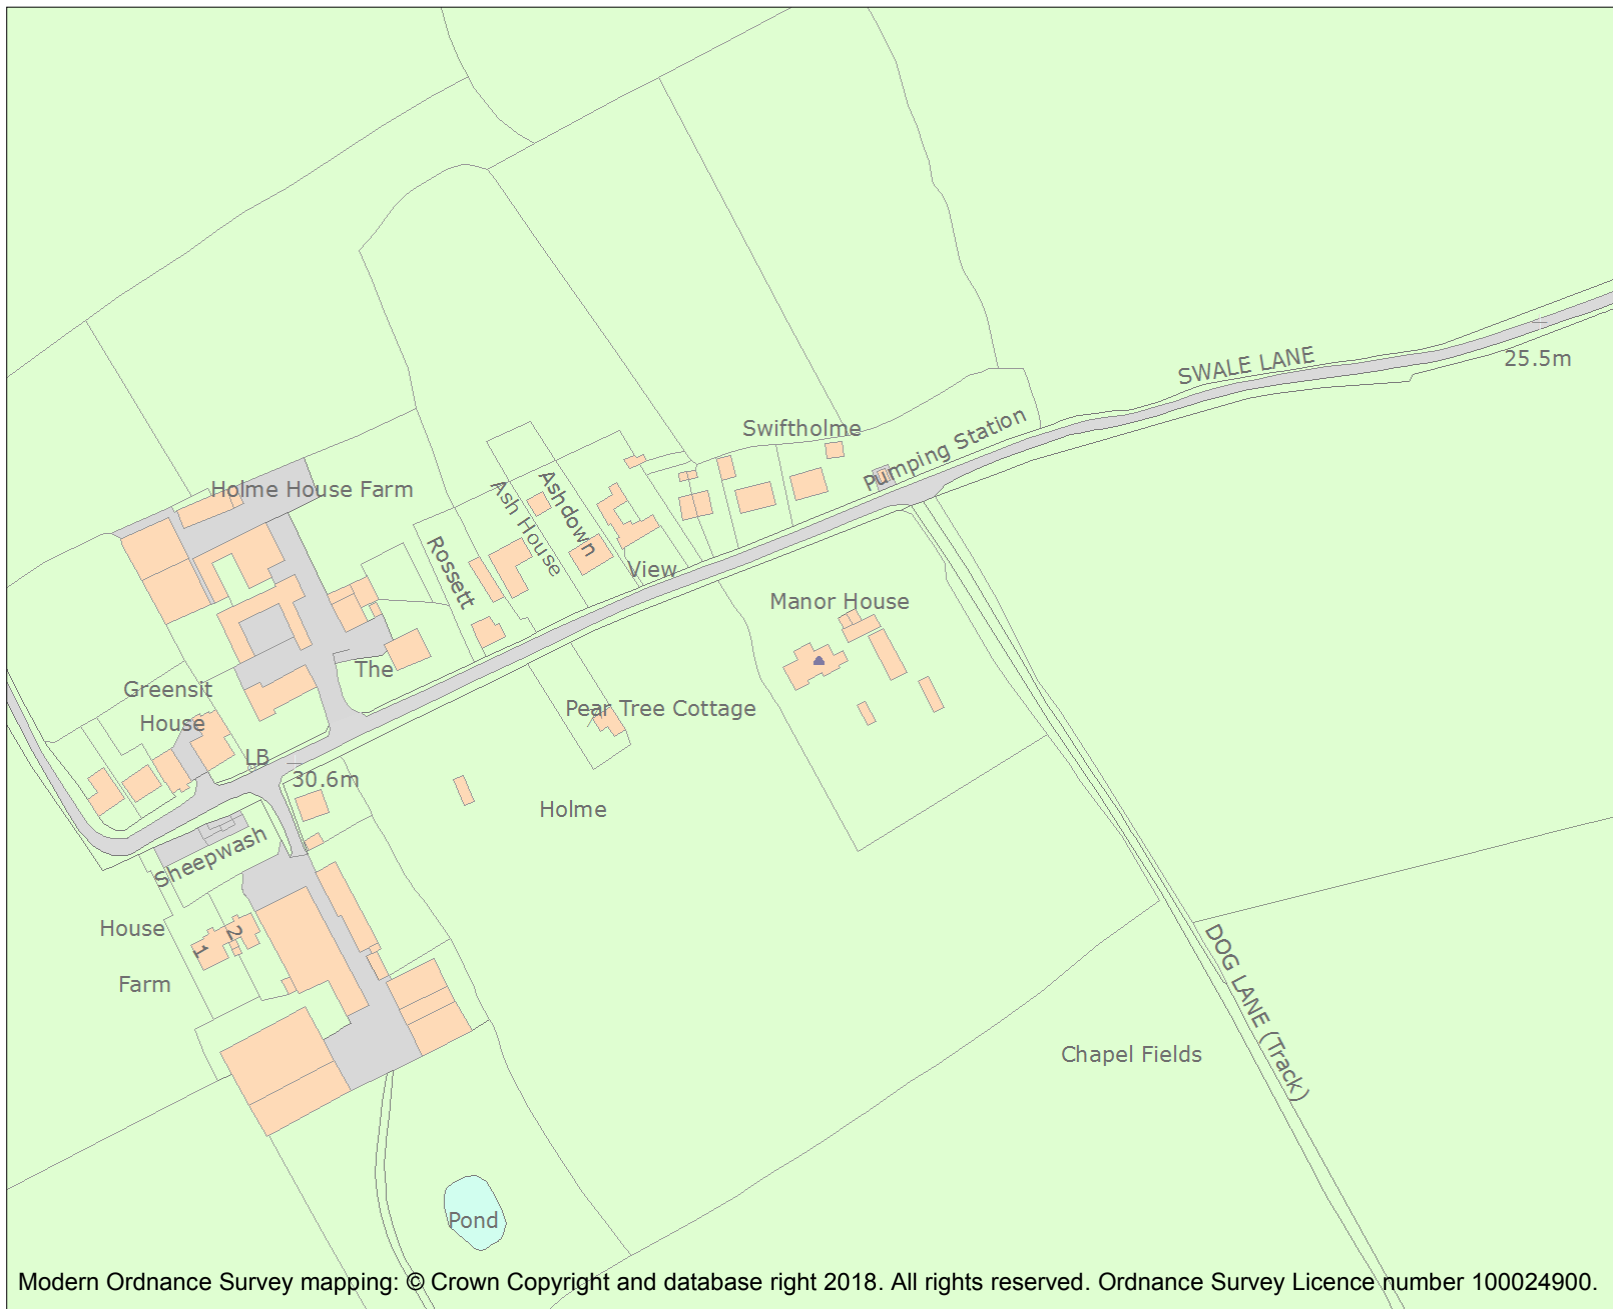 SWALE LANE
25.5m
Swiftholme
Pumping Station
Holme House Farm
Ashdown
Ash House
Rossett
View
Manor House
The
Greensit
House
Pear Tree Cottage
LB
30.6m
Holme
Sheepwash
House
1
2
Farm
DOG LANE (Track)
Chapel Fields
Pond
Modern Ordnance Survey mapping: © Crown Copyright and database right 2018. All rights reserved. Ordnance Survey Licence number 100024900.